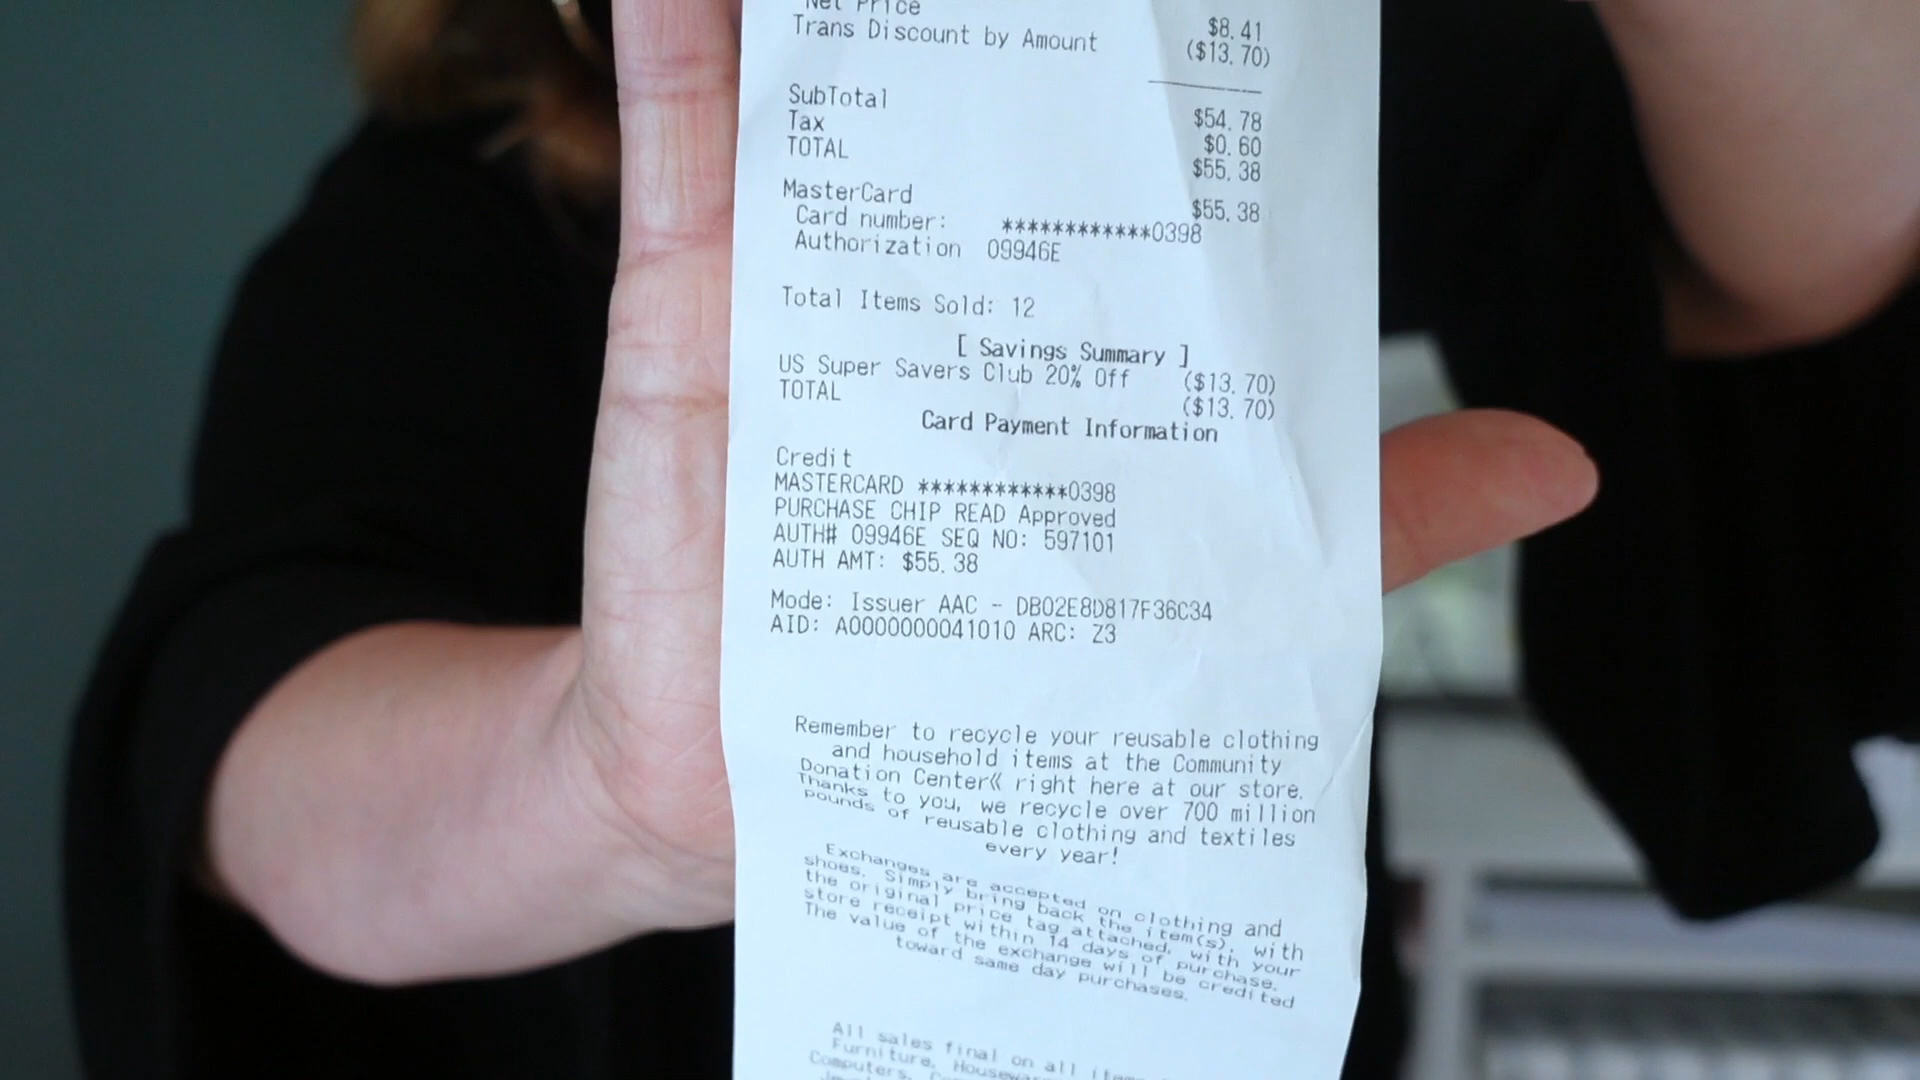 Net Price $8.41
Trans Discount by Amount ($13.70)
SubTotal $54.78
Tax $0.60
TOTAL $55.38
MasterCard $55.38
Card number: ************0398
Authorization 09946E
Total Items Sold: 12
[ Savings Summary ]
US Super Savers Club 20% Off ($13.70)
TOTAL ($13.70)
Card Payment Information
Credit
MASTERCARD ************0398
PURCHASE CHIP READ Approved
AUTH# 09946E SEQ NO: 597101
AUTH AMT: $55.38
Mode: Issuer AAC - DB02E8D817F36C34
AID: A0000000041010 ARC: Z3
Remember to recycle your reusable clothing
and household items at the Community
Donation Center« right here at our store.
Thanks to you, we recycle over 700 million
pounds of reusable clothing and textiles
every year!
Exchanges are accepted on clothing and
shoes. Simply bring back the item(s), with
the original price tag attached, with your
store receipt within 14 days of purchase.
The value of the exchange will be credited
toward same day purchases.
All sales final on all
Furniture,
Computers,